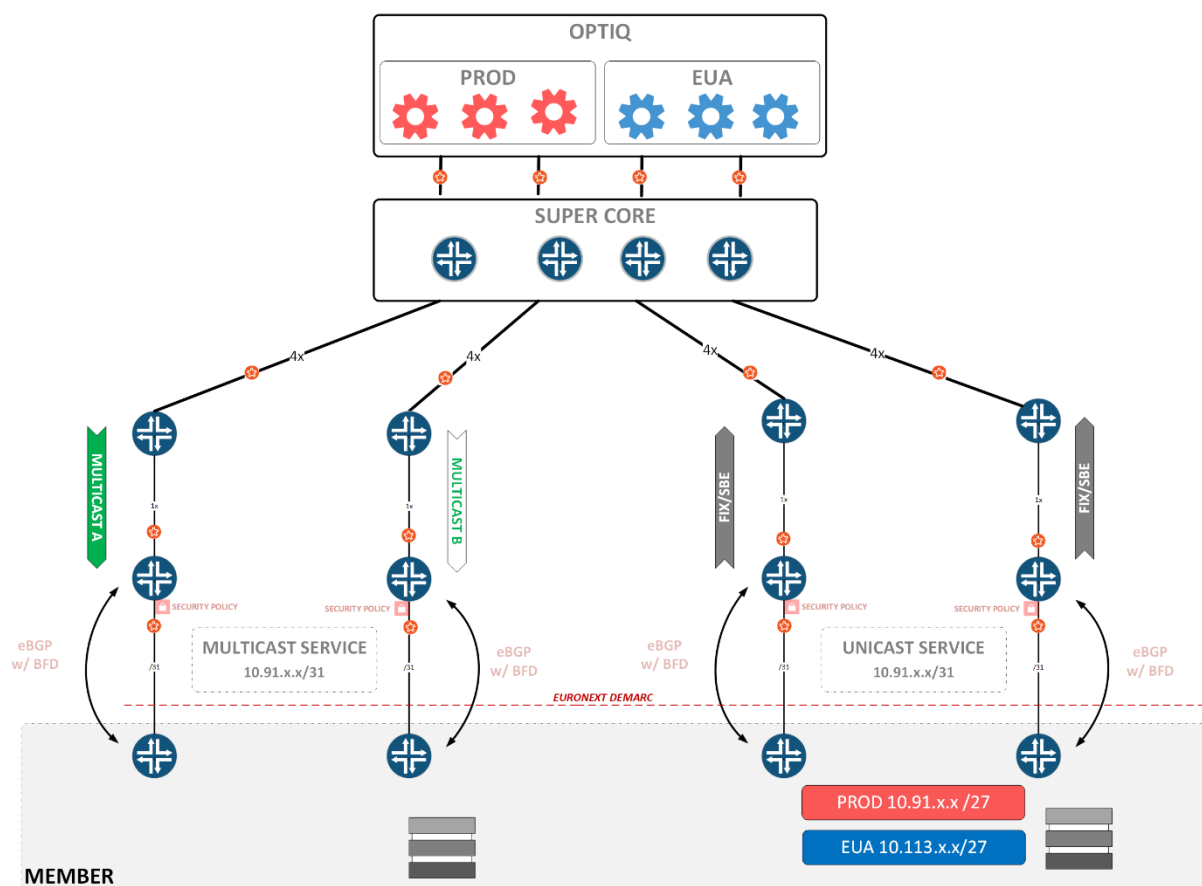 OPTIQ
PROD
EUA
SUPER CORE
4x
4x
4x
4x
MULTICAST A
MULTICAST B
FIX/SBE
FIX/SBE
1x
1x
1x
1x
SECURITY POLICY
SECURITY POLICY
SECURITY POLICY
SECURITY POLICY
eBGP
w/ BFD
MULTICAST SERVICE
10.91.x.x/31
eBGP
w/ BFD
eBGP
w/ BFD
UNICAST SERVICE
10.91.x.x/31
eBGP
w/ BFD
/31
/31
/31
/31
EURONEXT DEMARC
PROD 10.91.x.x /27
EUA 10.113.x.x/27
MEMBER